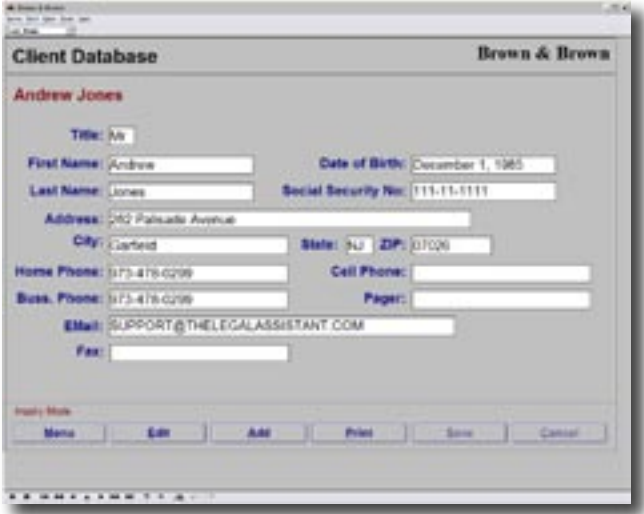 Brown & Brown
Client Database Brown & Brown
Andrew Jones
Title: Mr
First Name: Andrew Date of Birth: December 1, 1965
Last Name: Jones Social Security No: 111-11-1111
Address: 262 Palisade Avenue
City: Garfield State: NJ ZIP: 07026
Home Phone: 973-478-0299 Cell Phone:
Buss. Phone: 973-478-0299 Pager:
EMail: SUPPORT@THELEGALASSISTANT.COM
Fax:
Inquiry Mode
Menu Edit Add Print Save Cancel